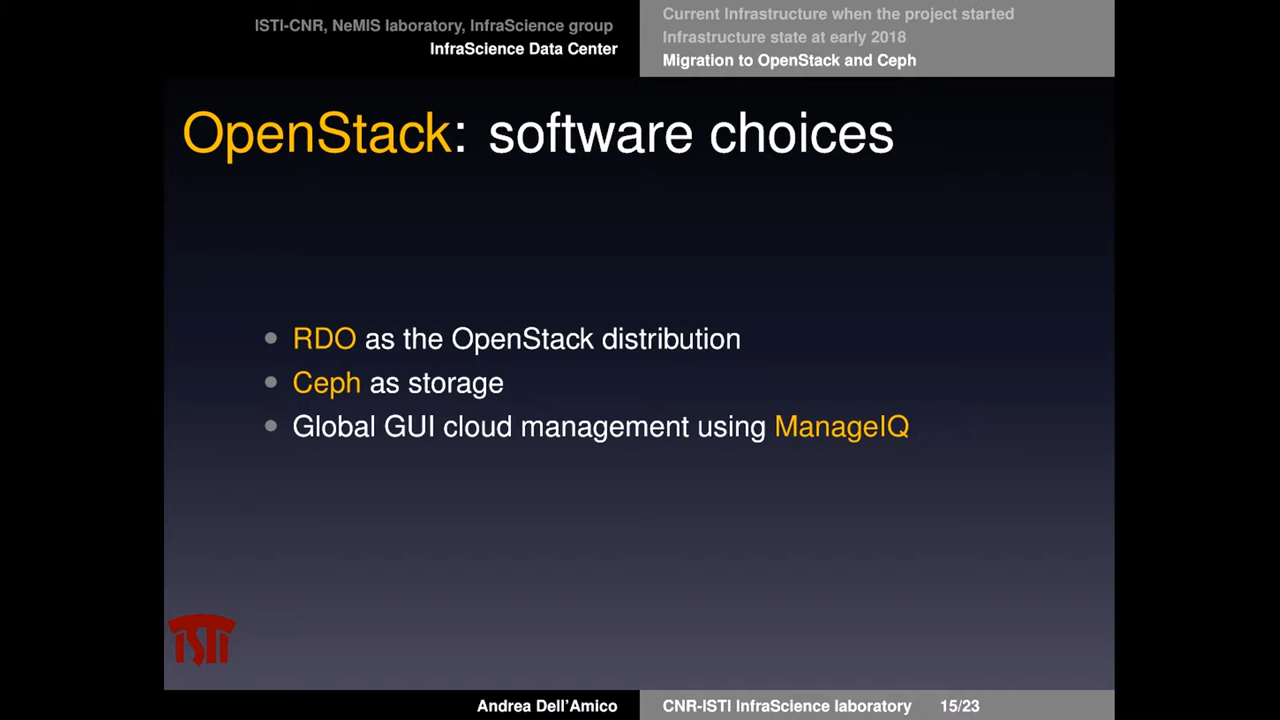 ISTI-CNR, NeMIS laboratory, InfraScience group
InfraScience Data Center
Current Infrastructure when the project started
Infrastructure state at early 2018
Migration to OpenStack and Ceph
OpenStack: software choices
RDO as the OpenStack distribution
Ceph as storage
Global GUI cloud management using ManageIQ
iSTi
Andrea Dell'Amico
CNR-ISTI InfraScience laboratory
15/23